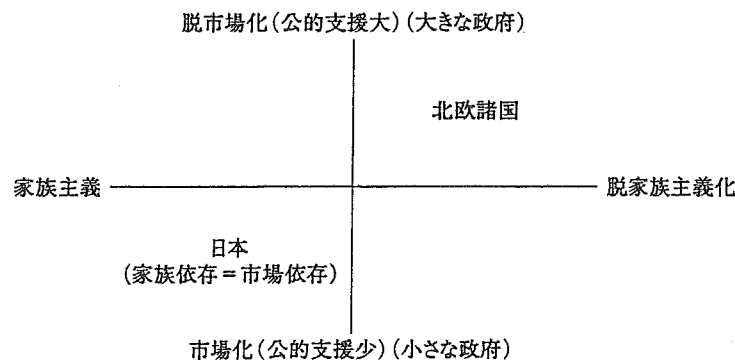 脱市場化（公的支援大）（大きな政府）
北欧諸国
家族主義
脱家族主義化
日本
（家族依存＝市場依存）
市場化（公的支援少）（小さな政府）